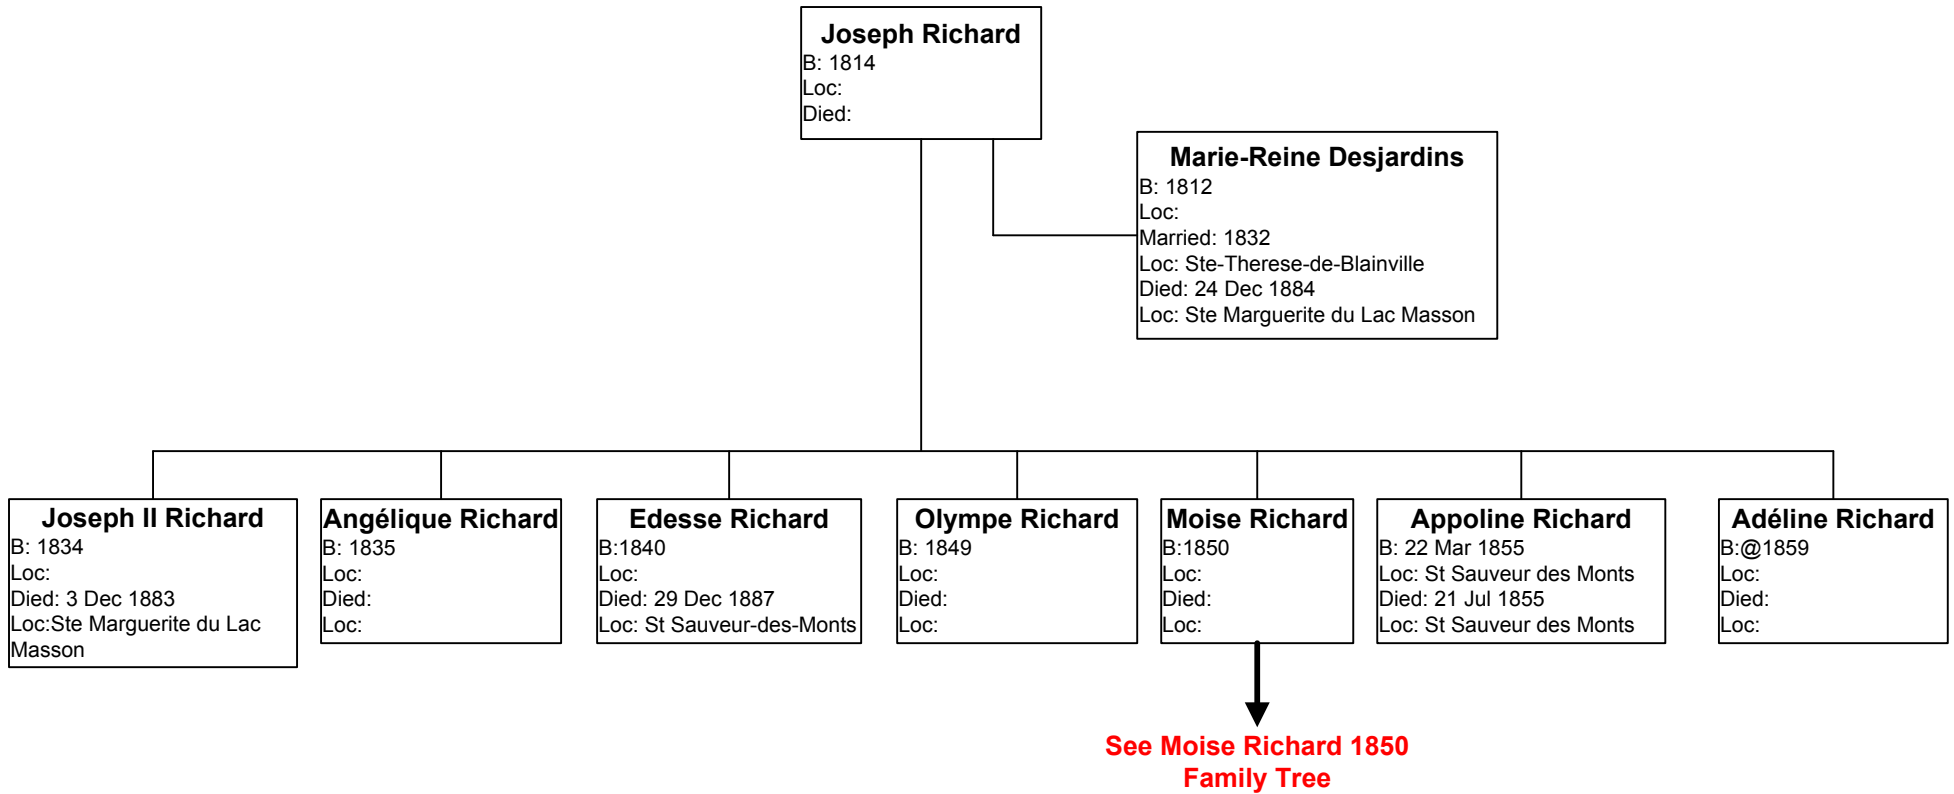 Joseph Richard
B: 1814
Loc:
Died:
Marie-Reine Desjardins
B: 1812
Loc:
Married: 1832
Loc: Ste-Therese-de-Blainville
Died: 24 Dec 1884
Loc: Ste Marguerite du Lac Masson
Joseph II Richard
B: 1834
Loc:
Died: 3 Dec 1883
Loc:Ste Marguerite du Lac
Masson
Angélique Richard
B: 1835
Loc:
Died:
Loc:
Edesse Richard
B:1840
Loc:
Died: 29 Dec 1887
Loc: St Sauveur-des-Monts
Olympe Richard
B: 1849
Loc:
Died:
Loc:
Moise Richard
B:1850
Loc:
Died:
Loc:
Appoline Richard
B: 22 Mar 1855
Loc: St Sauveur des Monts
Died: 21 Jul 1855
Loc: St Sauveur des Monts
Adéline Richard
B:@1859
Loc:
Died:
Loc:
See Moise Richard 1850
Family Tree